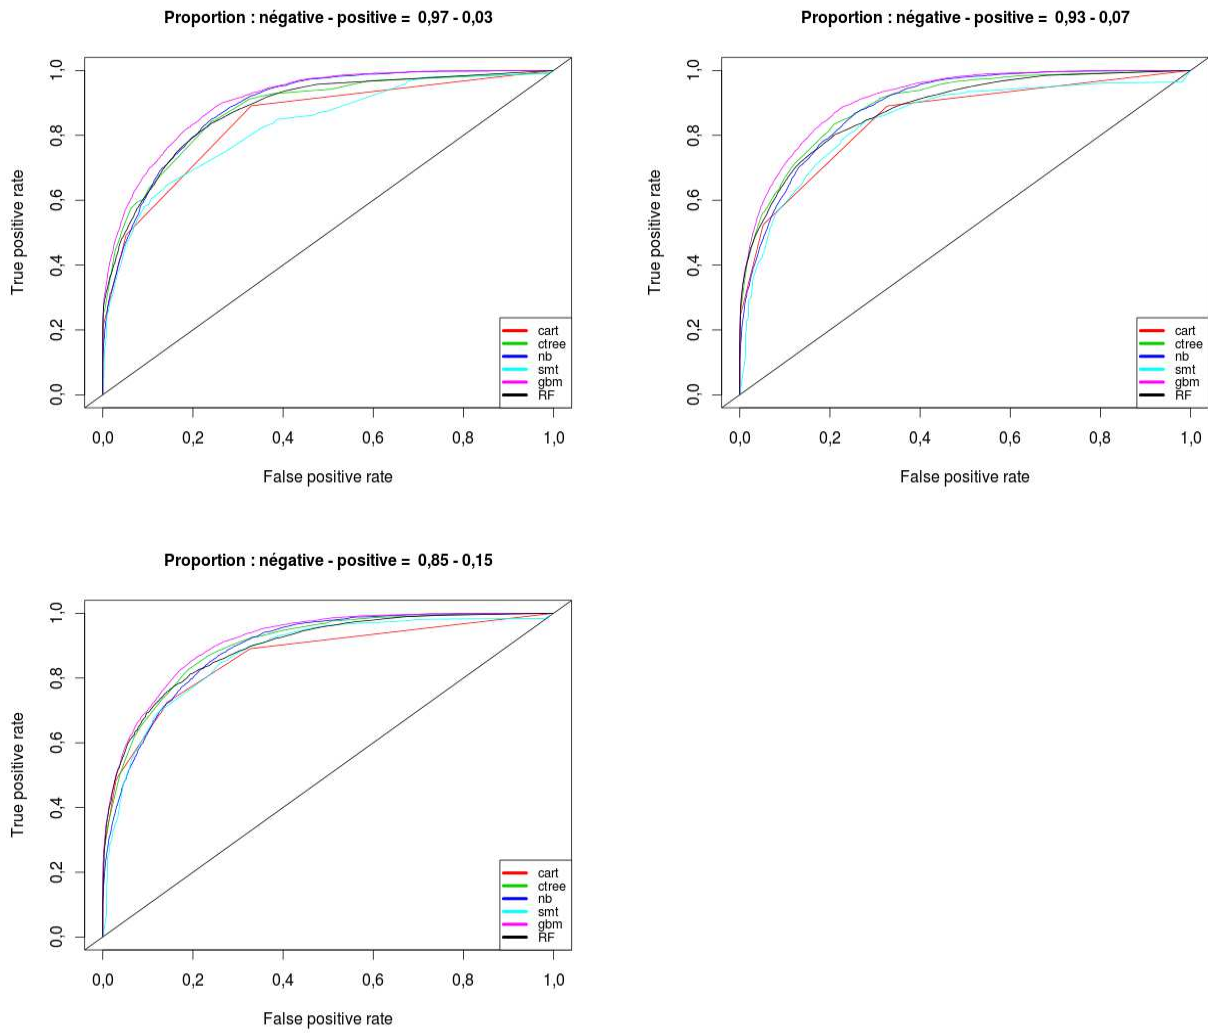 Proportion : négative - positive = 0,97 - 0,03
True positive rate
1,0
0,8
0,6
0,4
0,2
0,0
cart
ctree
nb
smt
gbm
RF
0,0 0,2 0,4 0,6 0,8 1,0
False positive rate
Proportion : négative - positive = 0,93 - 0,07
True positive rate
1,0
0,8
0,6
0,4
0,2
0,0
cart
ctree
nb
smt
gbm
RF
0,0 0,2 0,4 0,6 0,8 1,0
False positive rate
Proportion : négative - positive = 0,85 - 0,15
True positive rate
1,0
0,8
0,6
0,4
0,2
0,0
cart
ctree
nb
smt
gbm
RF
0,0 0,2 0,4 0,6 0,8 1,0
False positive rate